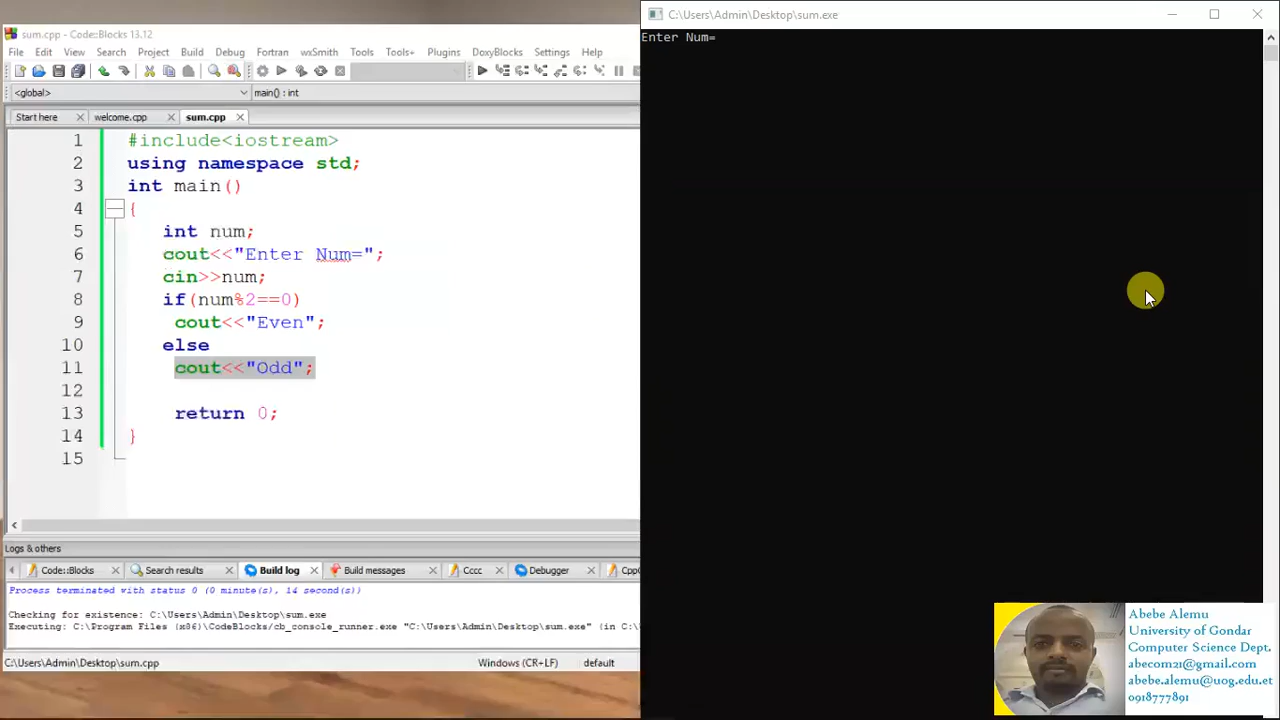 sum.cpp - Code::Blocks 13.12
File Edit View Search Project Build Debug Fortran wxSmith Tools Tools+ Plugins DoxyBlocks Settings Help
<global> main() : int
Start here welcome.cpp sum.cpp
1 #include<iostream>
2 using namespace std;
3 int main()
4 {
5 int num;
6 cout<<"Enter Num=";
7 cin>>num;
8 if(num%2==0)
9 cout<<"Even";
10 else
11 cout<<"Odd";
12
13 return 0;
14 }
15
Logs & others
Code::Blocks Search results Build log Build messages Cccc Debugger
Process terminated with status 0 (0 minute(s), 14 second(s))
Checking for existence: C:\Users\Admin\Desktop\sum.exe
Executing: C:\Program Files (x86)\CodeBlocks/cb_console_runner.exe "C:\Users\Admin\Desktop\sum.exe" (in C:\
C:\Users\Admin\Desktop\sum.cpp Windows (CR+LF) default
C:\Users\Admin\Desktop\sum.exe
Enter Num=
Abebe Alemu
University of Gondar
Computer Science Dept.
abecom21@gmail.com
abebe.alemu@uog.edu.et
0918777891